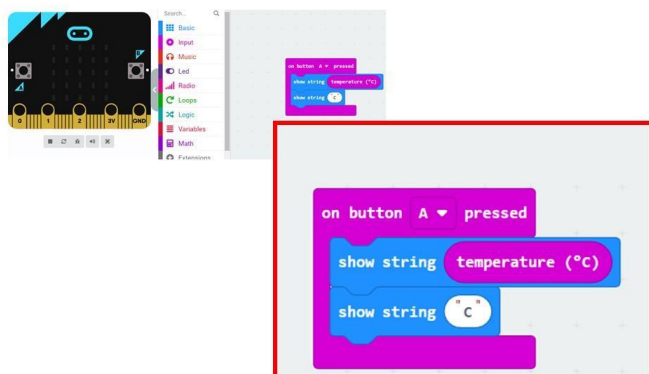 Search...
Basic
Input
Music
Led
Radio
Loops
Logic
Variables
Math
Extensions
B
A
0 1 2 3V GND
on button A pressed
show string temperature (°C)
show string "C"
on button A pressed
show string temperature (°C)
show string "C"